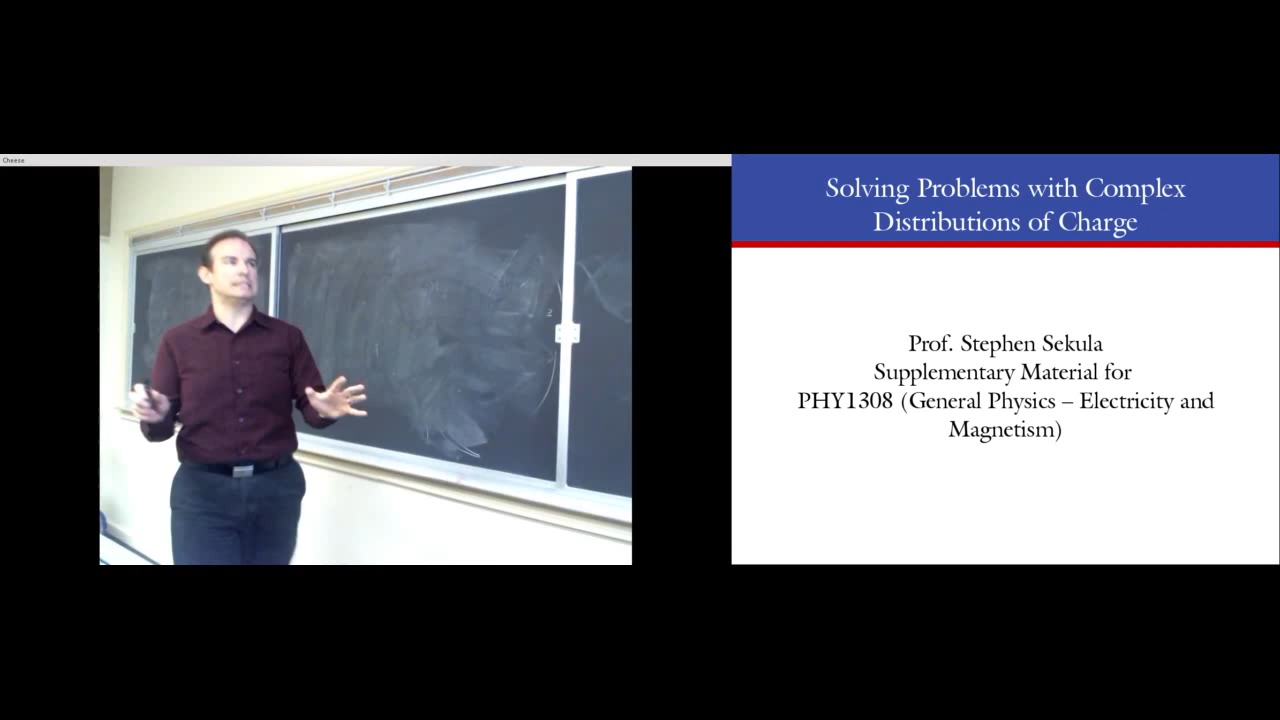 Cheese
Solving Problems with Complex
Distributions of Charge
Prof. Stephen Sekula
Supplementary Material for
PHY1308 (General Physics – Electricity and
Magnetism)